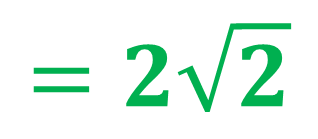 = 2√2